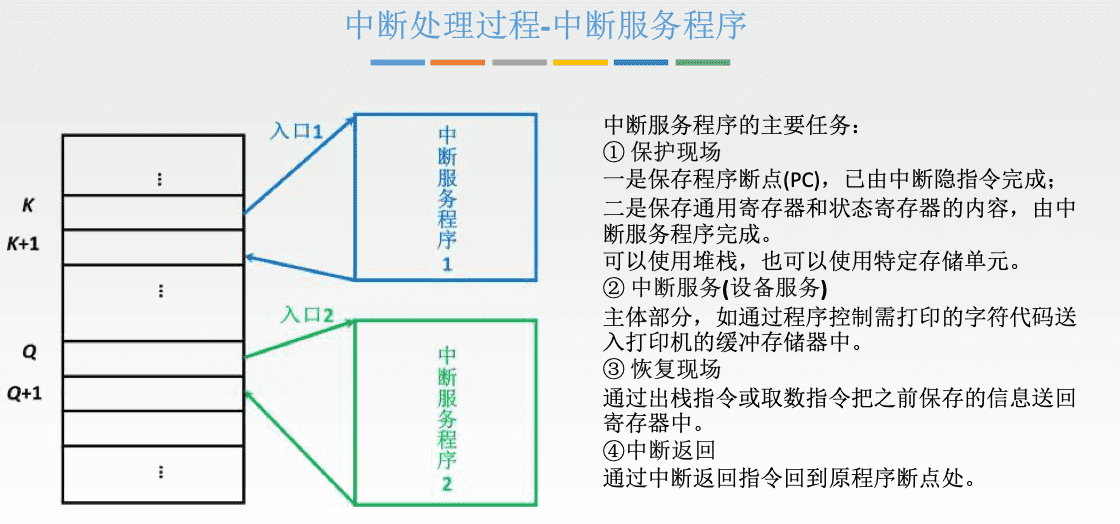 中断处理过程-中断服务程序
入口1
中断服务程序1
⋮
K
K+1
⋮
入口2
中断服务程序2
Q
Q+1
⋮
中断服务程序的主要任务：
① 保护现场
一是保存程序断点(PC)，已由中断隐指令完成；
二是保存通用寄存器和状态寄存器的内容，由中
断服务程序完成。
可以使用堆栈，也可以使用特定存储单元。
② 中断服务(设备服务)
主体部分，如通过程序控制需打印的字符代码送
入打印机的缓冲存储器中。
③ 恢复现场
通过出栈指令或取数指令把之前保存的信息送回
寄存器中。
④中断返回
通过中断返回指令回到原程序断点处。